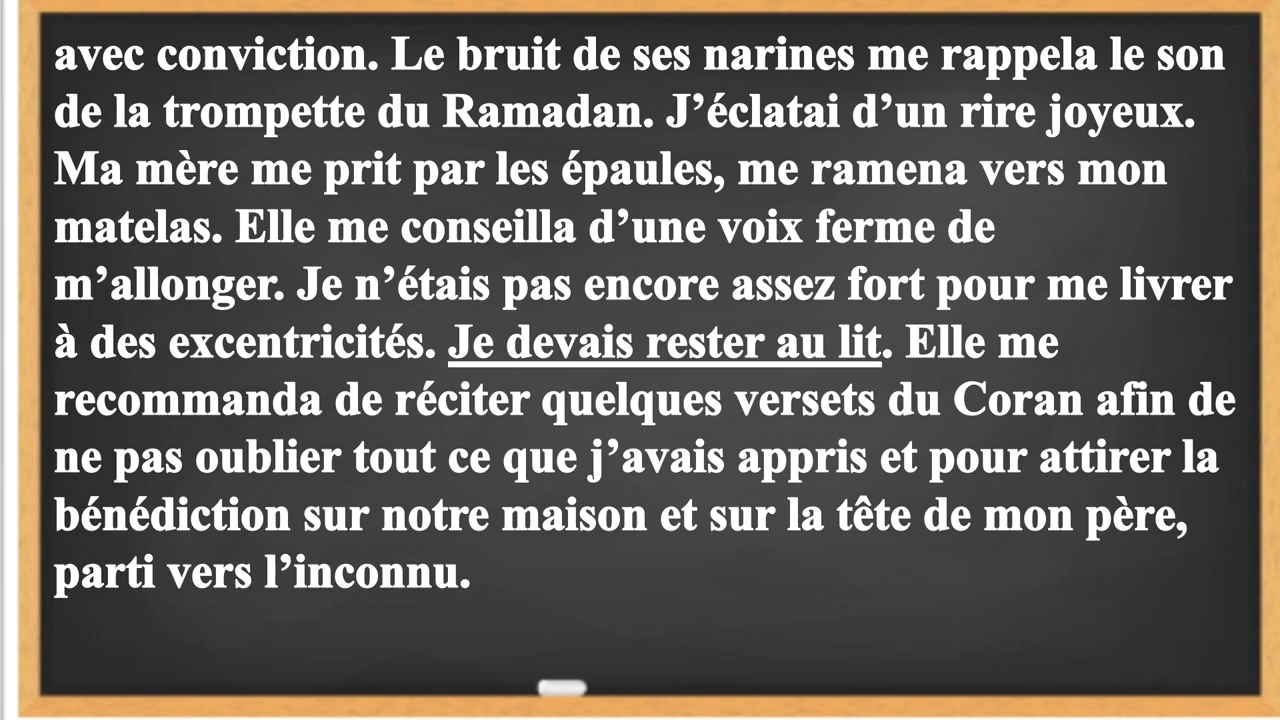 avec conviction. Le bruit de ses narines me rappela le son
de la trompette du Ramadan. J’éclatai d’un rire joyeux.
Ma mère me prit par les épaules, me ramena vers mon
matelas. Elle me conseilla d’une voix ferme de
m’allonger. Je n’étais pas encore assez fort pour me livrer
à des excentricités. Je devais rester au lit. Elle me
recommanda de réciter quelques versets du Coran afin de
ne pas oublier tout ce que j’avais appris et pour attirer la
bénédiction sur notre maison et sur la tête de mon père,
parti vers l’inconnu.